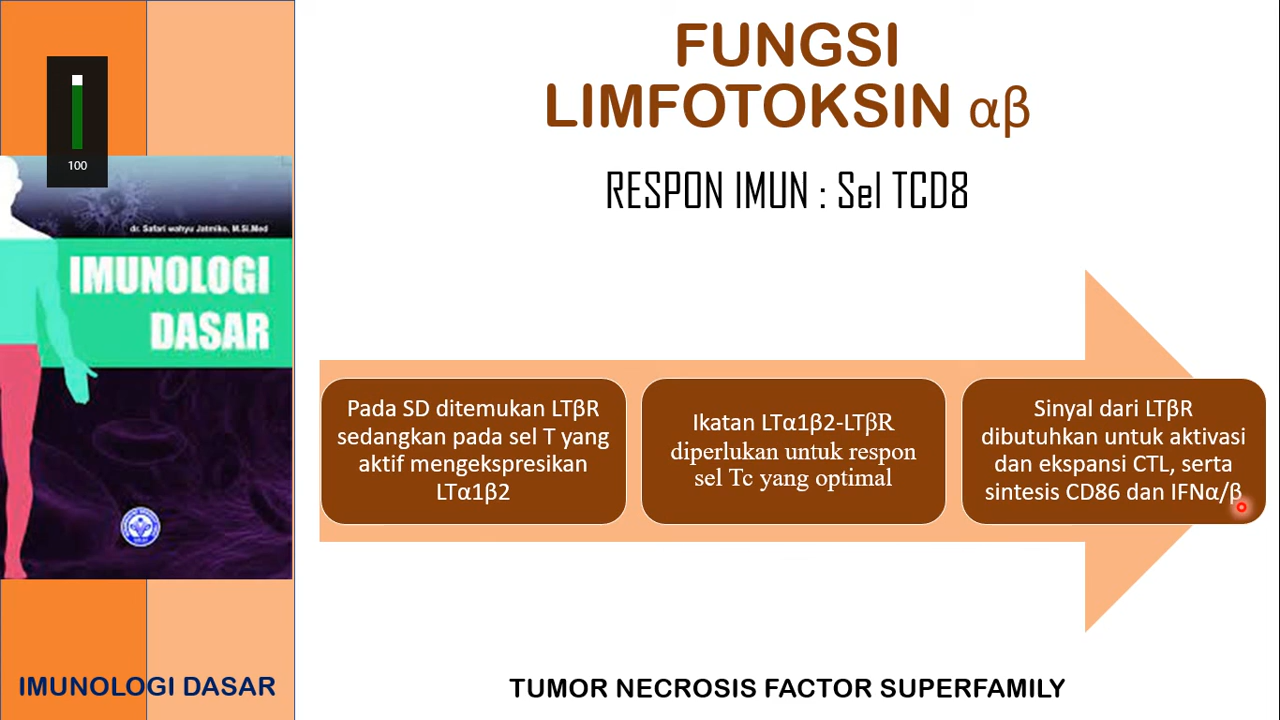 FUNGSI
LIMFOTOKSIN αβ
RESPON IMUN : Sel TCD8
100
dr. Safari wahyu Jatmiko, M.Si.Med
IMUNOLOGI
DASAR
Pada SD ditemukan LTβR
sedangkan pada sel T yang
aktif mengekspresikan
LTα1β2
Ikatan LTα1β2-LTβR
diperlukan untuk respon
sel Tc yang optimal
Sinyal dari LTβR
dibutuhkan untuk aktivasi
dan ekspansi CTL, serta
sintesis CD86 dan IFNα/β
IMUNOLOGI DASAR
TUMOR NECROSIS FACTOR SUPERFAMILY